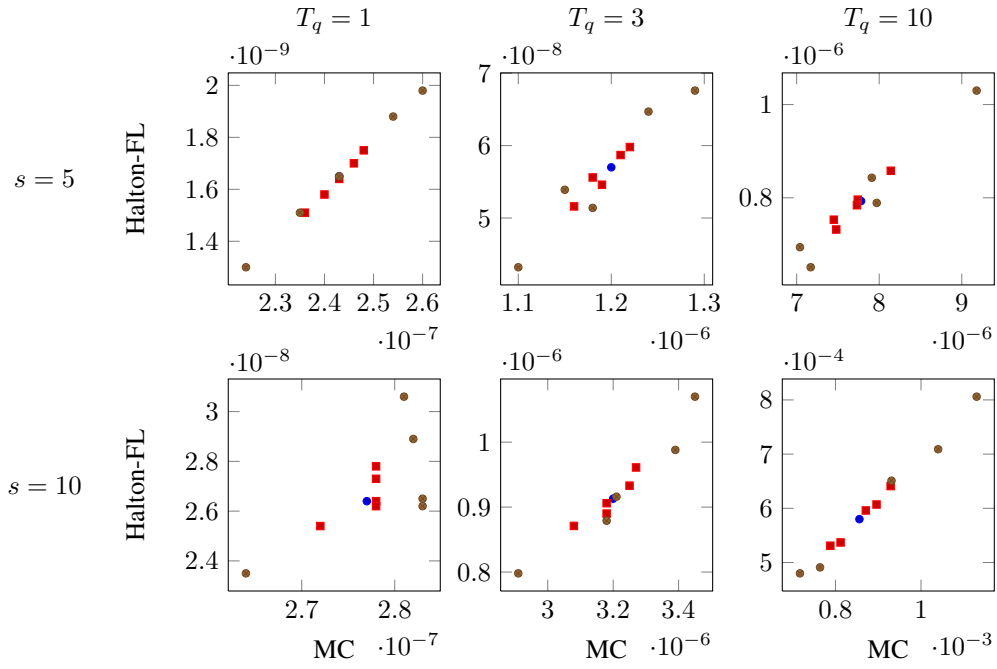 T_q = 1 T_q = 3 T_q = 10
·10^−9 ·10^−8 ·10^−6
s = 5
Halton-FL
2 1.8 1.6 1.4
2.3 2.4 2.5 2.6
·10^−7
7 5
1.1 1.2 1.3
·10^−6
1 0.8
7 8 9
·10^−6
·10^−8 ·10^−6 ·10^−4
s = 10
Halton-FL
3 2.8 2.6 2.4
2.7 2.8
MC ·10^−7
1 0.9 0.8
3 3.2 3.4
MC ·10^−6
8 7 6 5
0.8 1
MC ·10^−3